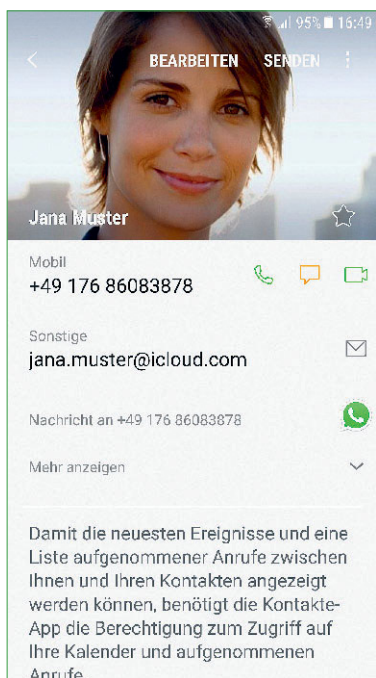 95% 16:49
BEARBEITEN SENDEN
Jana Muster
Mobil
+49 176 86083878
Sonstige
jana.muster@icloud.com
Nachricht an +49 176 86083878
Mehr anzeigen
Damit die neuesten Ereignisse und eine
Liste aufgenommener Anrufe zwischen
Ihnen und Ihren Kontakten angezeigt
werden können, benötigt die Kontakte-
App die Berechtigung zum Zugriff auf
Ihre Kalender und aufgenommenen
Anrufe